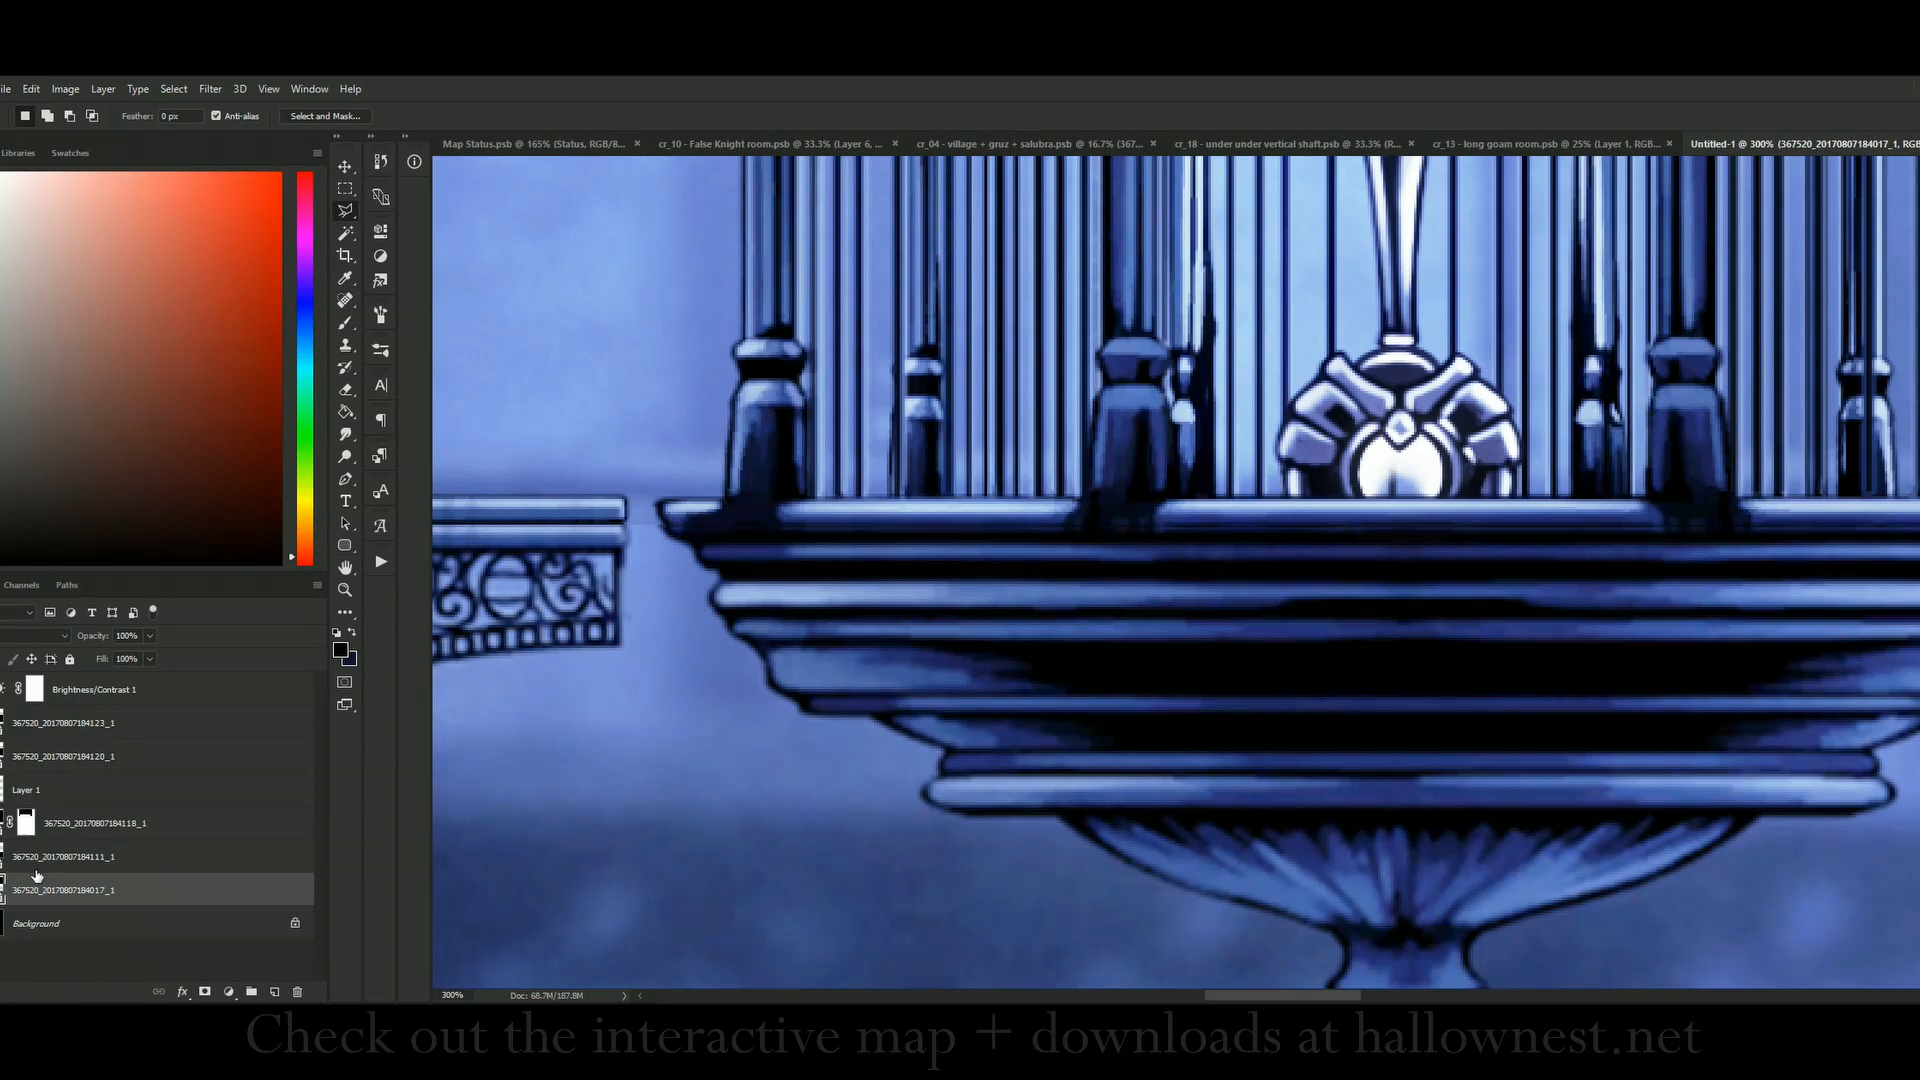 ile Edit Image Layer Type Select Filter 3D View Window Help
Feather: 0 px Anti-alias Select and Mask...
Libraries Swatches
Map Status.psb @ 165% (Status, RGB/8... cr_10 - False Knight room.psb @ 33.3% (Layer 6, ... cr_04 - village + gruz + salubra.psb @ 16.7% (367... cr_18 - under under vertical shaft.psb @ 33.3% (R... cr_13 - long goam room.psb @ 25% (Layer 1, RGB... Untitled-1 @ 300% (367520_20170807184017_1, RGB
Channels Paths
Opacity: 100%
Fill: 100%
Brightness/Contrast 1
367520_20170807184123_1
367520_20170807184120_1
Layer 1
367520_20170807184118_1
367520_20170807184111_1
367520_20170807184017_1
Background
300% Doc: 68.7M/187.8M
Check out the interactive map + downloads at hallownest.net